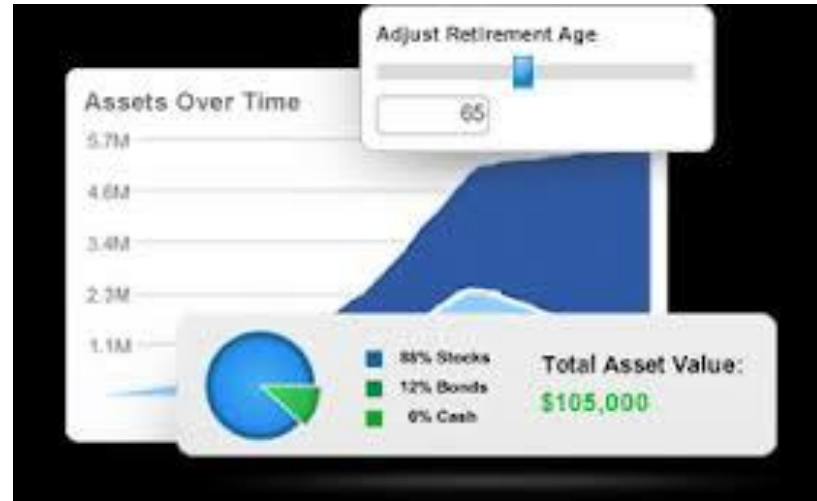 Adjust Retirement Age
65
Assets Over Time
5.7M
4.6M
3.4M
2.3M
1.1M
88% Stocks
12% Bonds
Cash
Total Asset Value:
$105,000